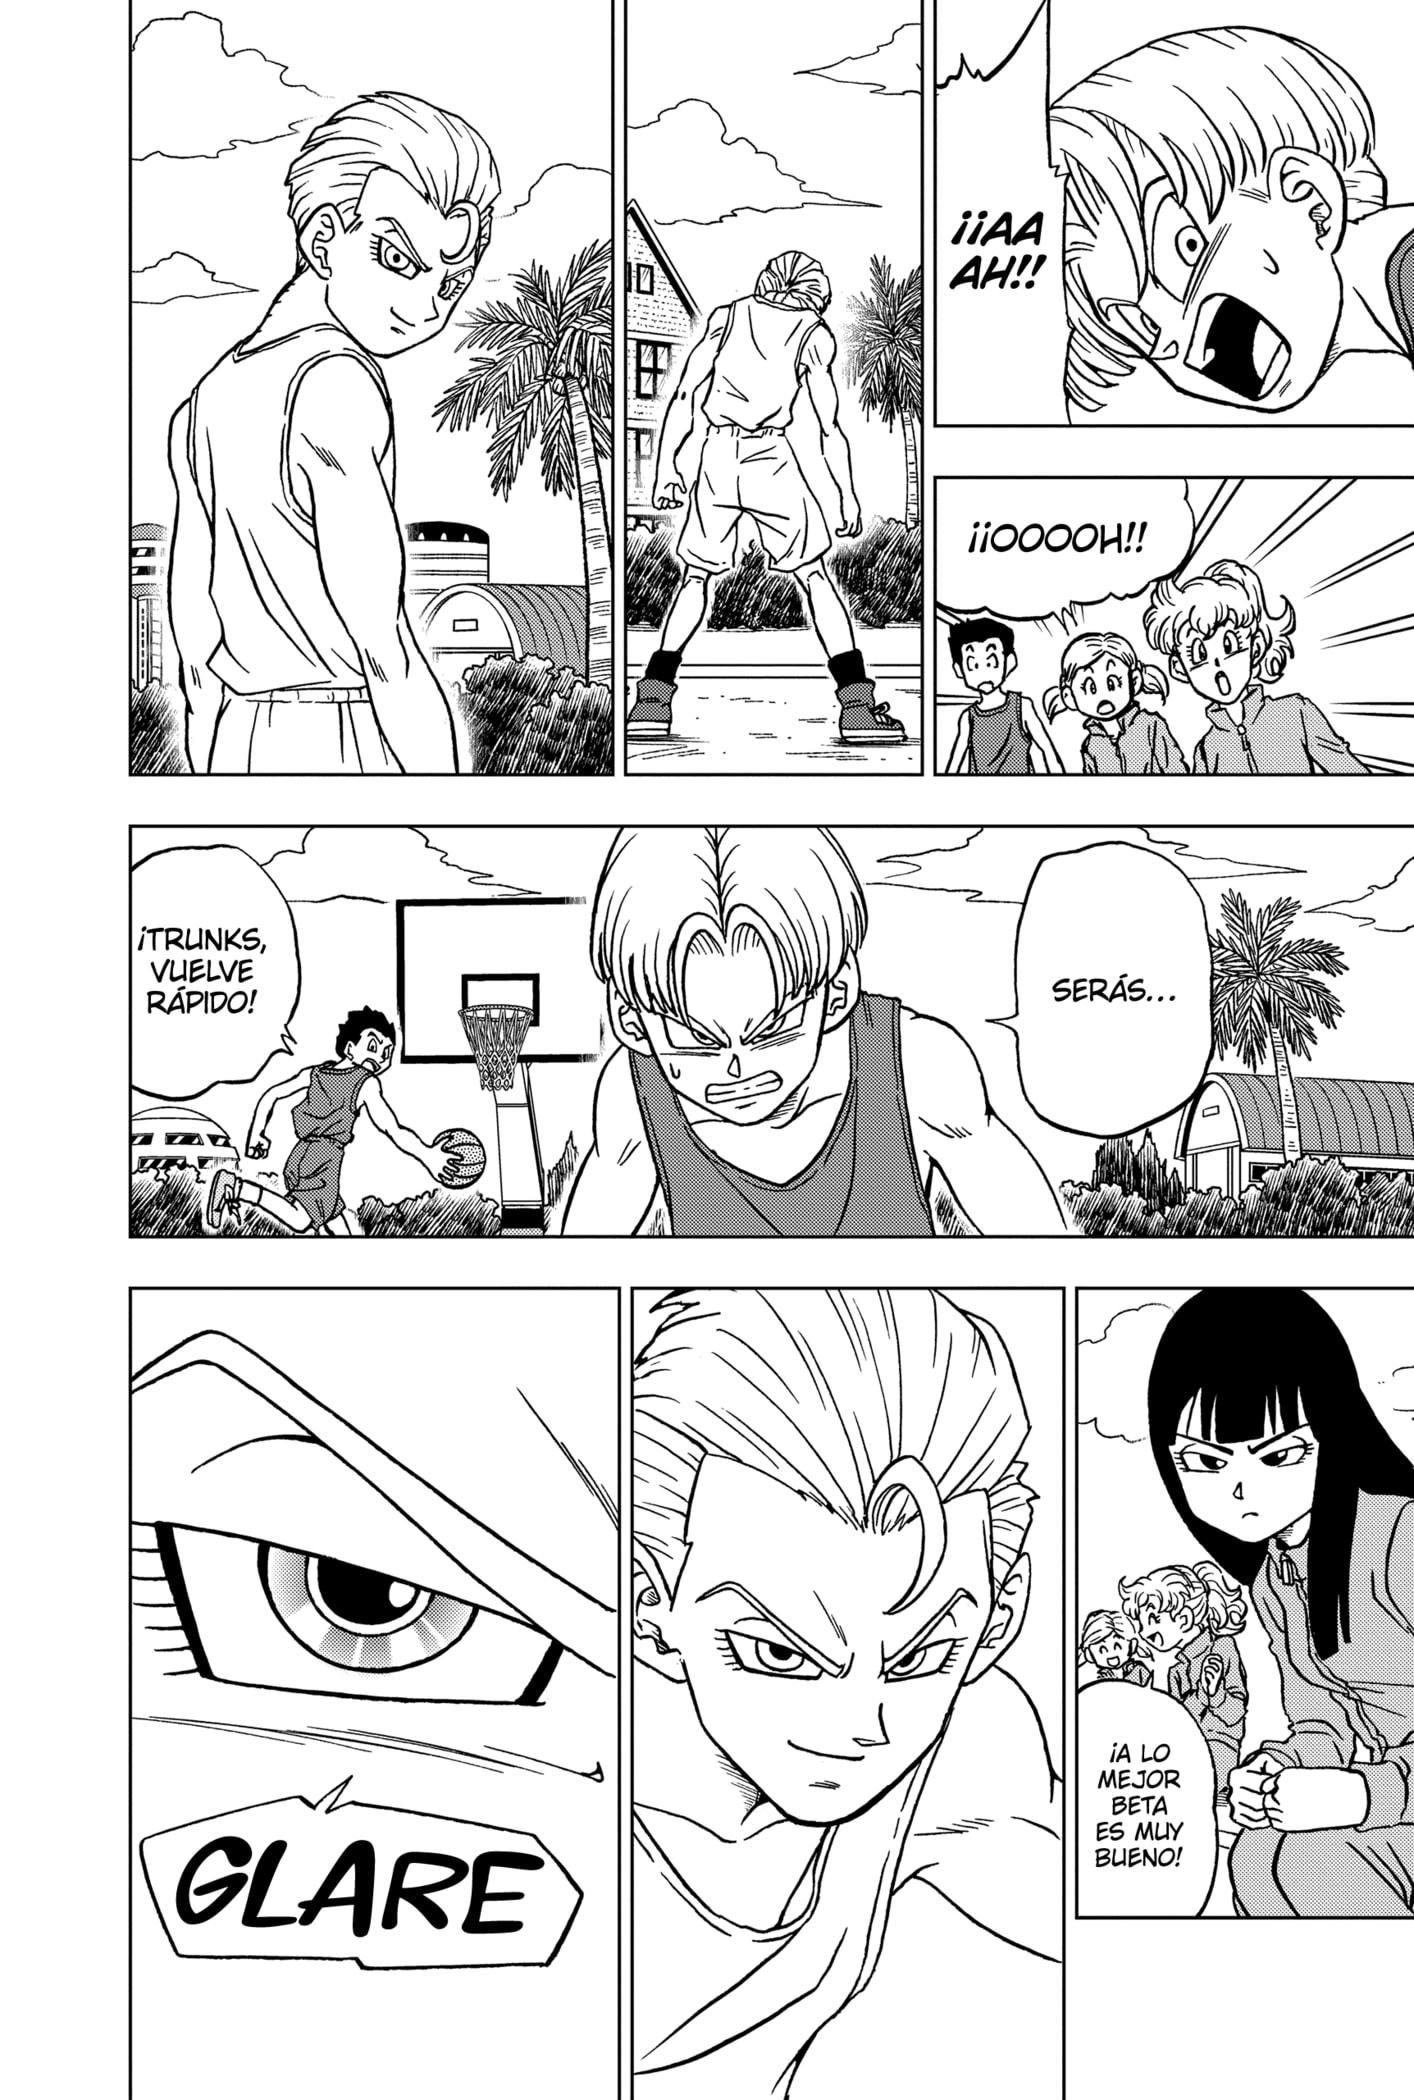 ¡¡AA
AH!!
¡¡OOOOH!!
SERÁS...
¡TRUNKS,
VUELVE
RÁPIDO!
¡A LO
MEJOR
BETA
ES MUY
BUENO!
GLARE